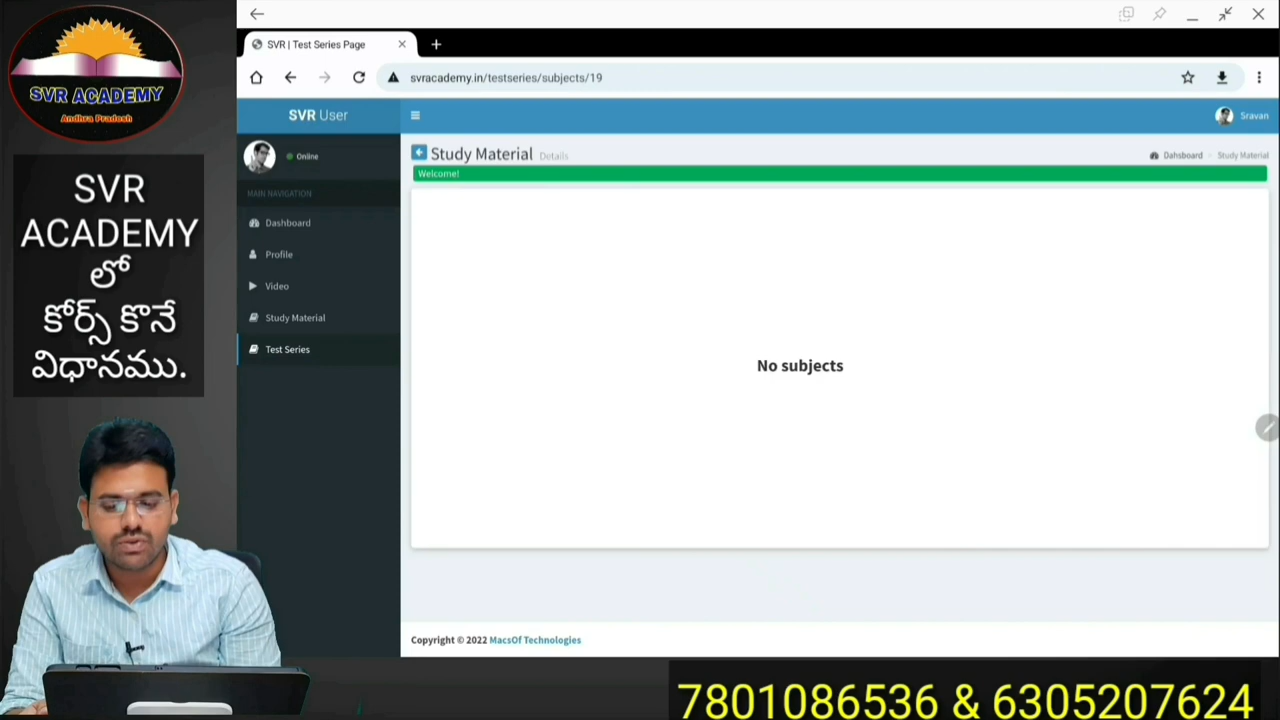 SVR ACADEMY
Andhra Pradesh
SVR
ACADEMY
లో
కోర్స్ కొనే
విధానము.
SVR | Test Series Page
svracademy.in/testseries/subjects/19
SVR User
Sravan
Online
MAIN NAVIGATION
Dashboard
Profile
Video
Study Material
Test Series
Study Material Details
Dahsboard
Study Material
Welcome!
No subjects
Copyright © 2022 MacsOf Technologies
7801086536 & 6305207624